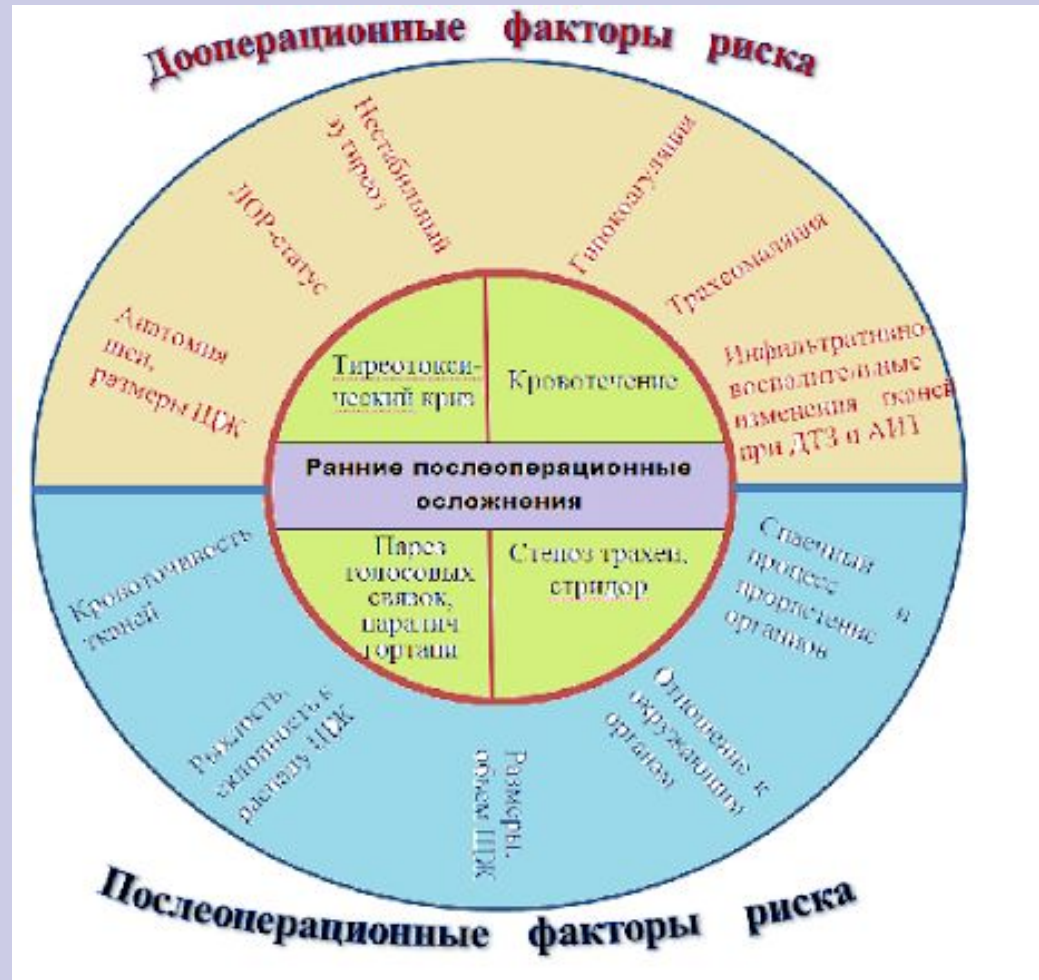 Дооперационные факторы риска
Анатомия
шеи,
размеры ЩЖ
ЛОР-статус
Нестабильный
эутиреоз
Гипокоагуляции
Трахеомаляция
Инфильтративно-
воспалительные
изменения тканей
при ДТЗ и АИТ
Тиреотокси-
ческий криз
Кровотечение
Ранние послеоперационные
осложнения
Парез
голосовых
связок,
паралич
гортани
Стеноз трахеи,
стридор
Кровоточивость
тканей
Рыхлость,
склонность к
распаду ЩЖ
Размеры,
объем ЩЖ
Отношение к
окружающим
органам
Спаечный
процесс и
прорастение
органов
Послеоперационные факторы риска